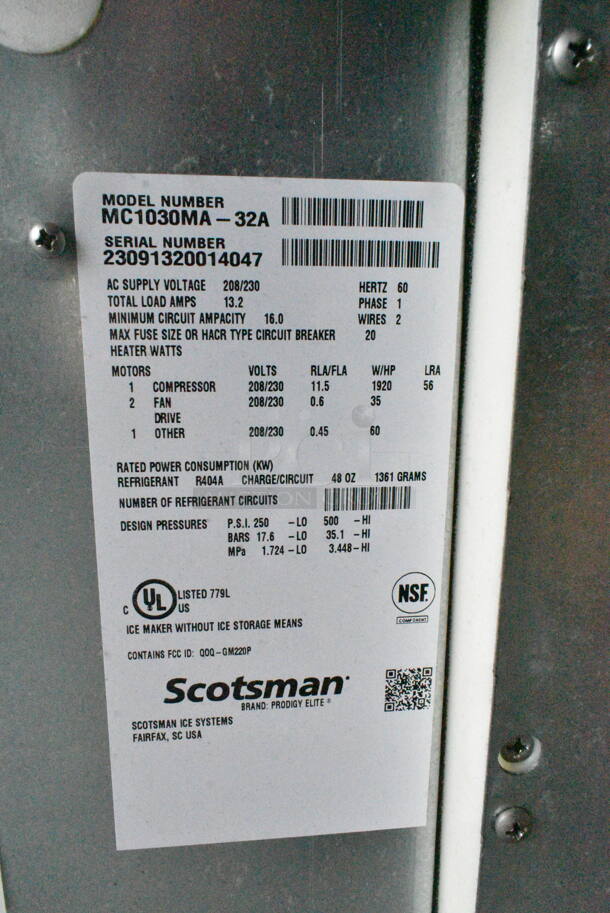 MODEL NUMBER
MC1030MA-32A
SERIAL NUMBER
23091320014047
AC SUPPLY VOLTAGE 208/230 HERTZ 60
TOTAL LOAD AMPS 13.2 PHASE 1
MINIMUM CIRCUIT AMPACITY 16.0 WIRES 2
MAX FUSE SIZE OR HACR TYPE CIRCUIT BREAKER 20
HEATER WATTS
MOTORS VOLTS RLA/FLA W/HP LRA
1 COMPRESSOR 208/230 11.5 1920 56
2 FAN 208/230 0.6 35
DRIVE
1 OTHER 208/230 0.45 60
RATED POWER CONSUMPTION (KW)
REFRIGERANT R404A CHARGE/CIRCUIT 48 OZ 1361 GRAMS
NUMBER OF REFRIGERANT CIRCUITS
DESIGN PRESSURES P.S.I. 250 -LO 500 -HI
BARS 17.6 -LO 35.1 -HI
MPa 1.724-LO 3.448-HI
C UL US LISTED 779L
NSF.
COMPONENT
ICE MAKER WITHOUT ICE STORAGE MEANS
CONTAINS FCC ID: QOQ-GM220P
Scotsman
BRAND: PRODIGY ELITE ®
SCOTSMAN ICE SYSTEMS
FAIRFAX, SC USA